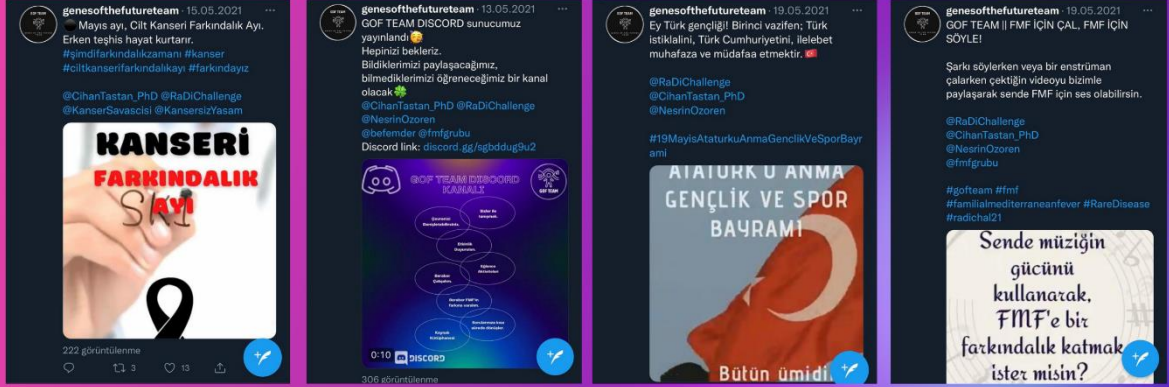 genesofthefutureteam · 15.05.2021
Mayıs ayı, Cilt Kanseri Farkındalık Ayı.
Erken teşhis hayat kurtarır.
#şimdifarkındalıkzamanı #kanser
#ciltkanserifarkındalıkayı #farkındayız
@CihanTastan_PhD @RaDiChallenge
@KanserSavascisi @KansersizYasam
KANSERİ
FARKINDALIK
AYI
Ski
222 görüntülenme
3
13
genesofthefutureteam · 13.05.2021
GOF TEAM DISCORD sunucumuz
yayınlandı
Hepinizi bekleriz.
Bildiklerimizi paylaşacağımız,
bilmediklerimizi öğreneceğimiz bir kanal
olacak
@CihanTastan_PhD @RaDiChallenge
@NesrinOzoren
@befemder @fmfgrubu
Discord link: discord.gg/sgbddug9u2
GOF TEAM DISCORD
KANALI
GOF TEAM
0:10
DISCORD
306 görüntülenme
genesofthefutureteam · 19.05.2021
Ey Türk gençliği! Birinci vazifen; Türk
istiklalini, Türk Cumhuriyetini, ilelebet
muhafaza ve müdafaa etmektir.
@RaDiChallenge
@CihanTastan_PhD
@NesrinOzoren
#19MayisAtaturkuAnmaGenclikVeSporBayr
ami
ATATÜRK'Ü ANMA
GENÇLİK VE SPOR
BAYRAMI
Bütün ümidi
genesofthefutureteam · 19.05.2021
GOF TEAM || FMF İÇİN ÇAL, FMF İÇİN
SÖYLE!
Şarkı söylerken veya bir enstrüman
çalarken çektiğin videoyu bizimle
paylaşarak sende FMF için ses olabilirsin.
@RaDiChallenge
@CihanTastan_PhD
@NesrinOzoren
@fmfgrubu
#gofteam #fmf
#familialmediterraneanfever #RareDisease
#radichal21
Sende müziğin
gücünü
kullanarak,
FMF'e bir
farkındalık katmak
ister misin?